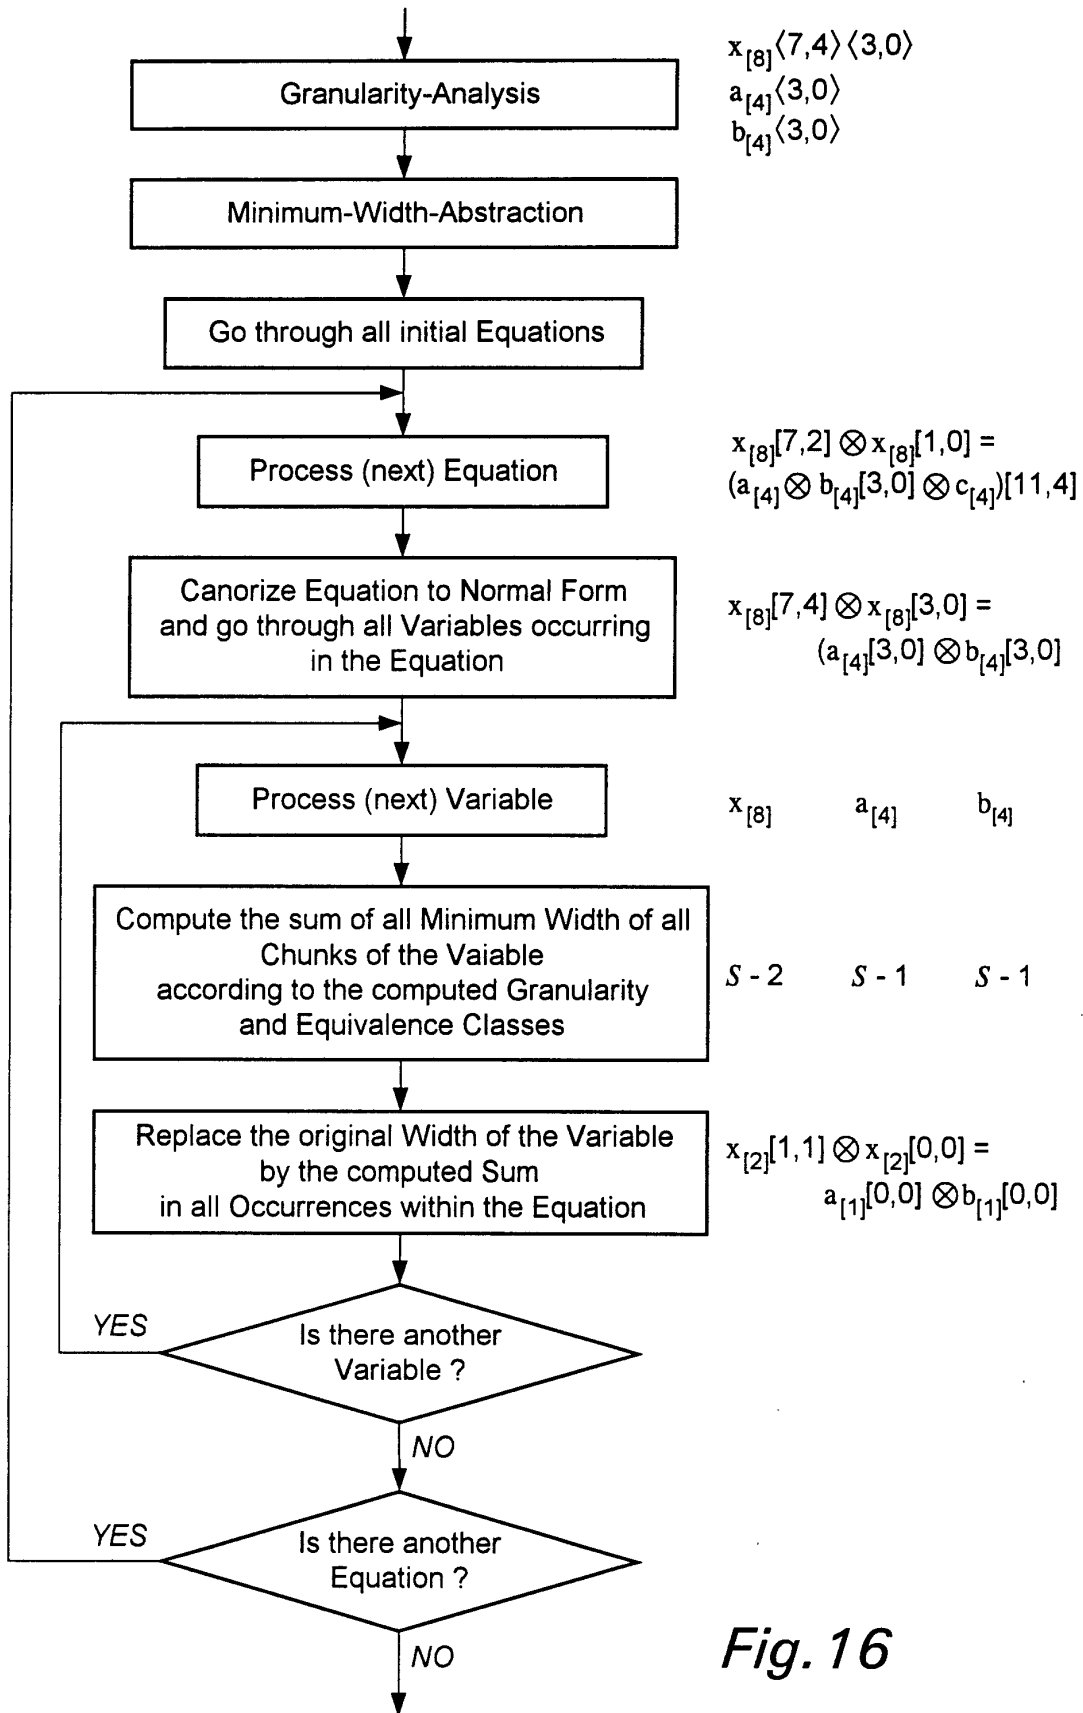 Granularity-Analysis
x[8]⟨7,4⟩⟨3,0⟩
a[4]⟨3,0⟩
b[4]⟨3,0⟩
Minimum-Width-Abstraction
Go through all initial Equations
Process (next) Equation
x[8][7,2] ⊗ x[8][1,0] =
(a[4] ⊗ b[4][3,0] ⊗ c[4])[11,4]
Canorize Equation to Normal Form
and go through all Variables occurring
in the Equation
x[8][7,4] ⊗ x[8][3,0] =
(a[4][3,0] ⊗ b[4][3,0]
Process (next) Variable
x[8] a[4] b[4]
Compute the sum of all Minimum Width of all
Chunks of the Vaiable
according to the computed Granularity
and Equivalence Classes
S - 2 S - 1 S - 1
Replace the original Width of the Variable
by the computed Sum
in all Occurrences within the Equation
x[2][1,1] ⊗ x[2][0,0] =
a[1][0,0] ⊗ b[1][0,0]
YES
Is there another
Variable ?
NO
YES
Is there another
Equation ?
NO
Fig. 16